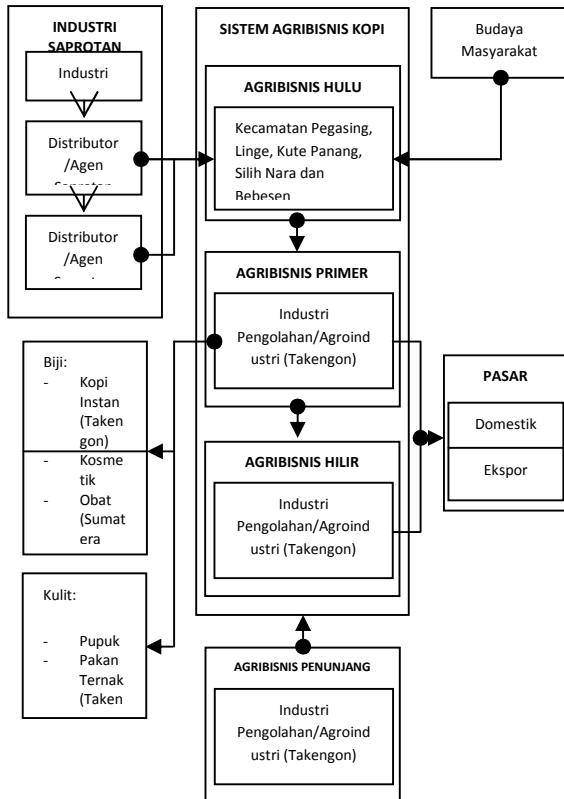 INDUSTRI
SAPROTAN
Industri
Distributor
/Agen
Distributor
/Agen
SISTEM AGRIBISNIS KOPI
AGRIBISNIS HULU
Kecamatan Pegasing,
Linge, Kute Panang,
Silih Nara dan
Bebesen
Budaya
Masyarakat
AGRIBISNIS PRIMER
Industri
Pengolahan/Agroind
ustri (Takengon)
AGRIBISNIS HILIR
Industri
Pengolahan/Agroind
ustri (Takengon)
PASAR
Domestik
Ekspor
Biji:
- Kopi
Instan
(Taken
gon)
- Kosme
tik
- Obat
(Sumat
era
Kulit:
- Pupuk
- Pakan
Ternak
(Taken
AGRIBISNIS PENUNJANG
Industri
Pengolahan/Agroind
ustri (Takengon)